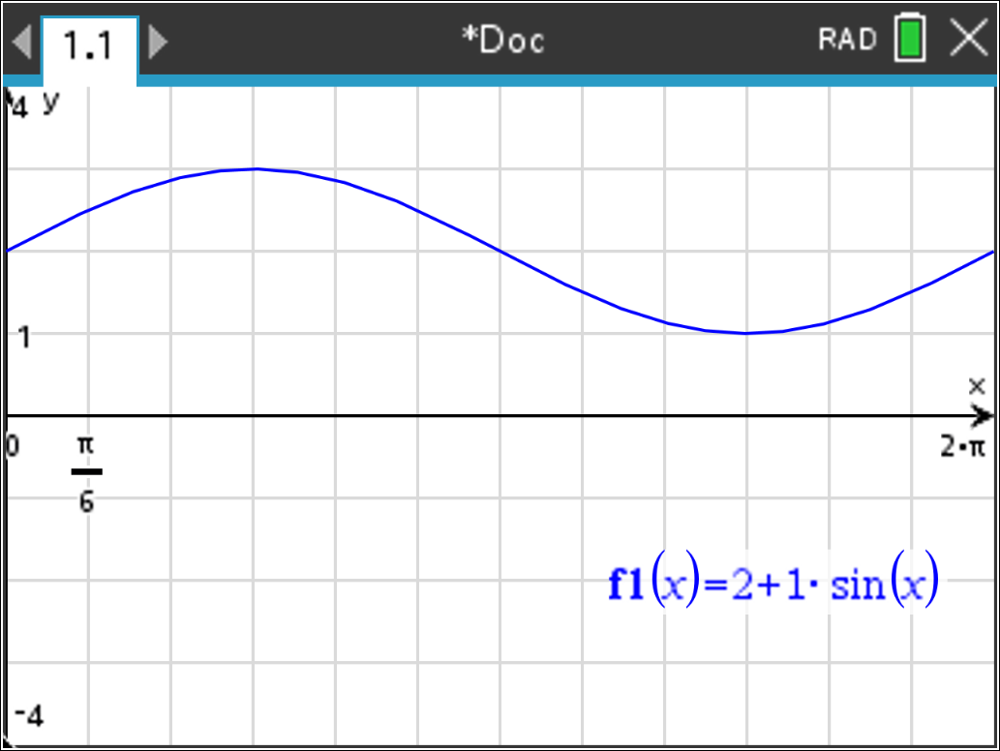 1.1 *Doc RAD
4 y
1
x
0 π/6 2•π
f1(x)=2+1· sin(x)
-4